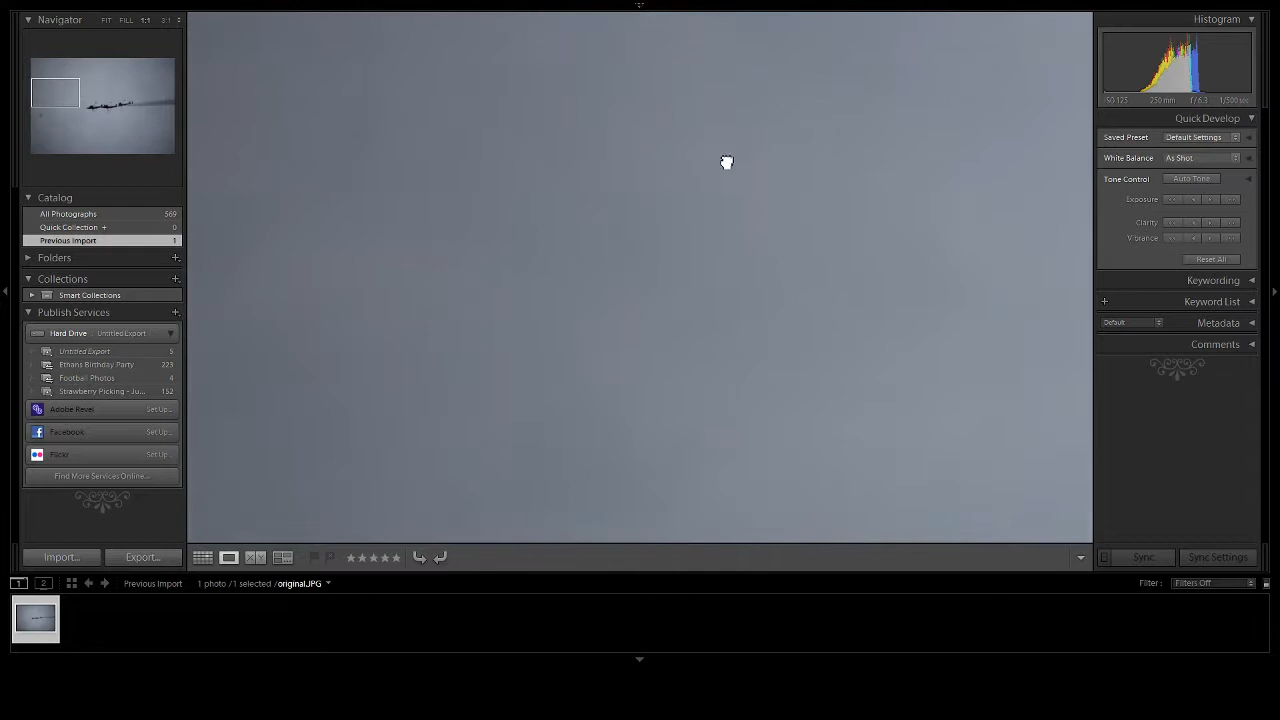 Navigator FIT FILL 1:1 3:1
Catalog
All Photographs 569
Quick Collection + 0
Previous Import 1
Folders +
Collections +
Smart Collections
Publish Services +
Hard Drive : Untitled Export
Untitled Export 5
Ethans Birthday Party 223
Football Photos 4
Strawberry Picking - Ju... 152
Adobe Revel Set Up...
Facebook Set Up...
Flickr Set Up...
Find More Services Online...
Import... Export...
Histogram
ISO 125 250 mm f / 6.3 1/500 sec
Quick Develop
Saved Preset Default Settings
White Balance As Shot
Tone Control Auto Tone
Exposure
Clarity
Vibrance
Reset All
Keywording
+ Keyword List
Default Metadata
Comments
X Y
Sync Sync Settings
1 2 Previous Import 1 photo / 1 selected / original.JPG Filter : Filters Off